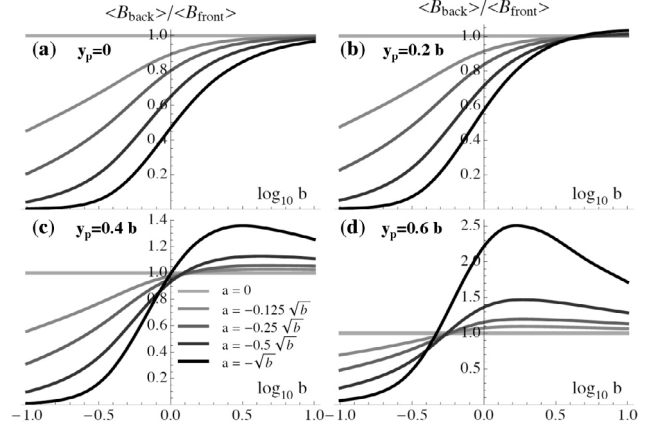 <B_back>/<B_front>
<B_back>/<B_front>
(a) y_p=0
1.0
0.8
0.6
0.4
0.2
log₁₀ b
(b) y_p=0.2 b
1.0
0.8
0.6
0.4
0.2
log₁₀ b
(c) y_p=0.4 b
1.4
1.2
1.0
0.8
0.6
0.4
0.2
a = 0
a = −0.125 √b
a = −0.25 √b
a = −0.5 √b
a = −√b
log₁₀ b
−1.0 −0.5 0.0 0.5 1.0
(d) y_p=0.6 b
2.5
2.0
1.5
1.0
0.5
log₁₀ b
−1.0 −0.5 0.0 0.5 1.0